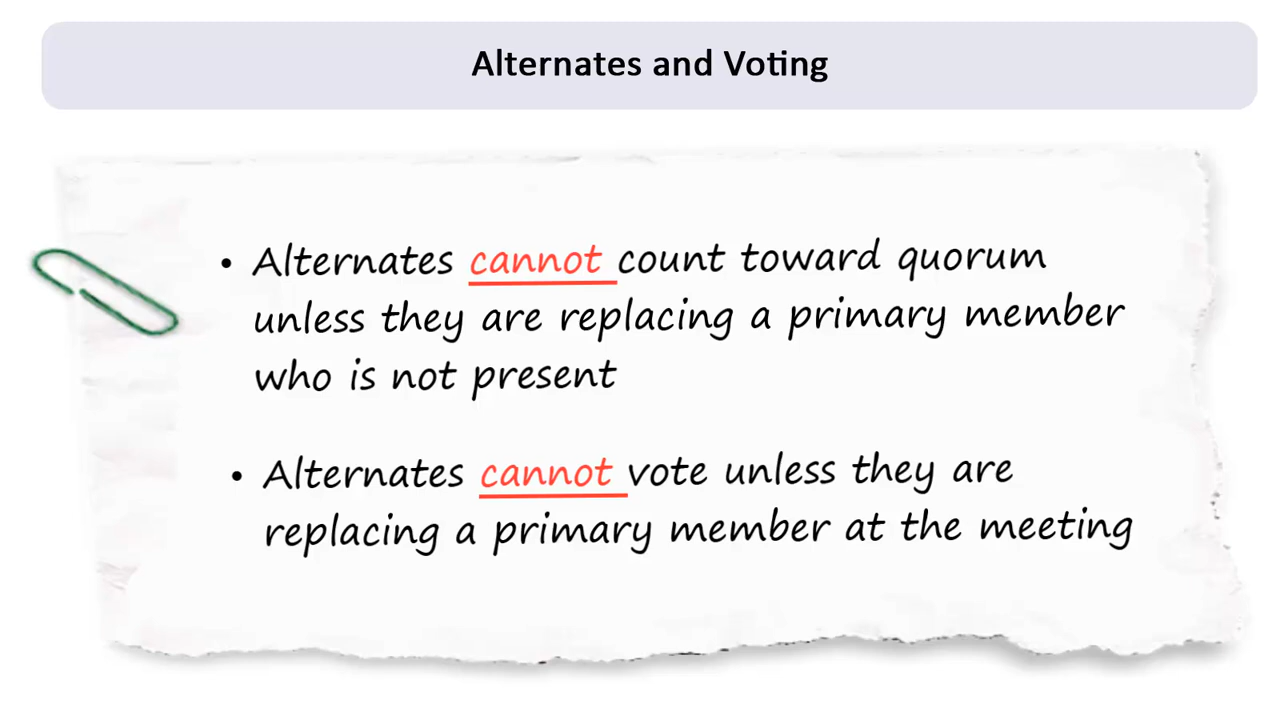 Alternates and Voting
• Alternates cannot count toward quorum
unless they are replacing a primary member
who is not present
• Alternates cannot vote unless they are
replacing a primary member at the meeting